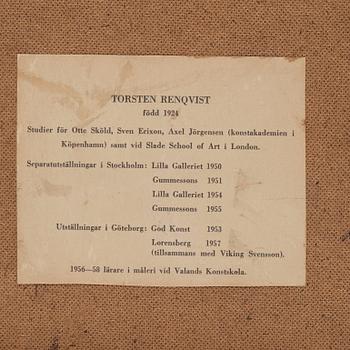 TORSTEN RENQVIST
född 1924
Studier för Otte Sköld, Sven Erixon, Axel Jörgensen (konstakademien i
Köpenhamn) samt vid Slade School of Art i London.
Separatutställningar i Stockholm: Lilla Galleriet 1950
Gummessons 1951
Lilla Galleriet 1954
Gummessons 1955
Utställningar i Göteborg: God Konst 1953
Lorensberg 1957
(tillsammans med Viking Svensson).
1956—58 lärare i måleri vid Valands Konstskola.